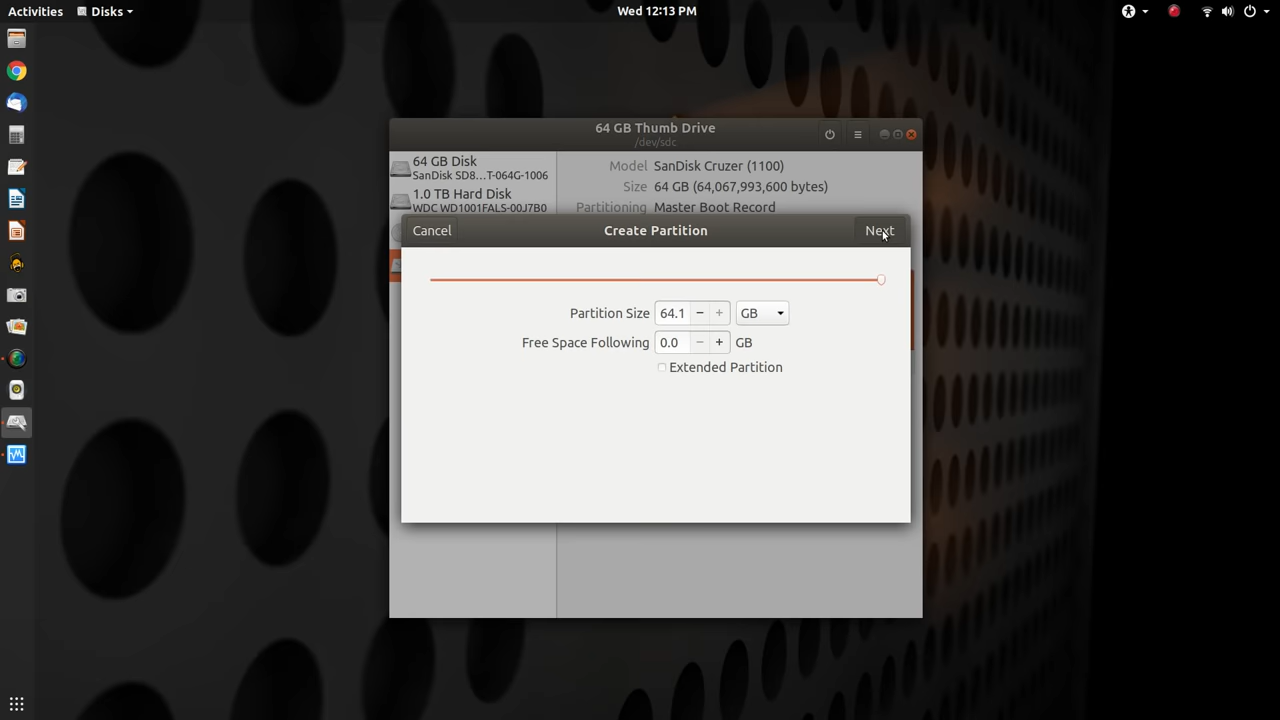 Activities Disks Wed 12:13 PM
64 GB Thumb Drive
/dev/sdc
64 GB Disk
SanDisk SD8...T-064G-1006
1.0 TB Hard Disk
WDC WD1001FALS-00J7B0
Model SanDisk Cruzer (1100)
Size 64 GB (64,067,993,600 bytes)
Partitioning Master Boot Record
Cancel Create Partition Next
Partition Size 64.1 − + GB
Free Space Following 0.0 − + GB
Extended Partition